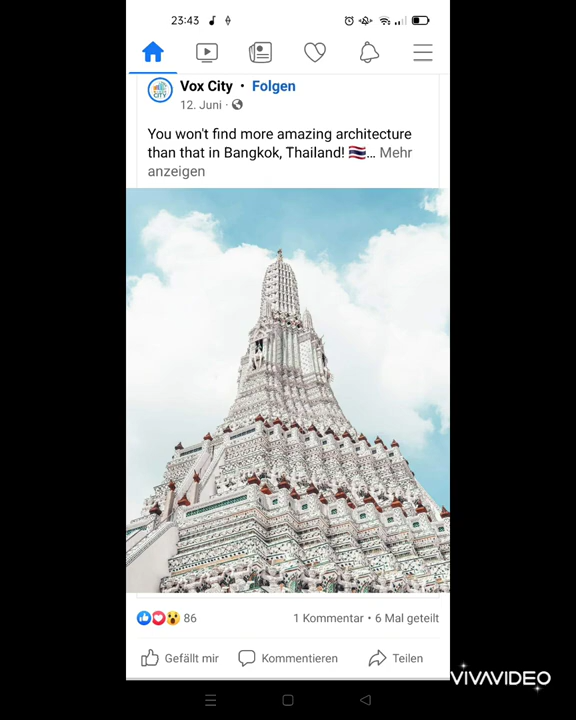 23:43
Vox City • Folgen
12. Juni ·
You won't find more amazing architecture
than that in Bangkok, Thailand! 🇹🇭... Mehr
anzeigen
86
1 Kommentar • 6 Mal geteilt
Gefällt mir
Kommentieren
Teilen
VIVAVIDEO